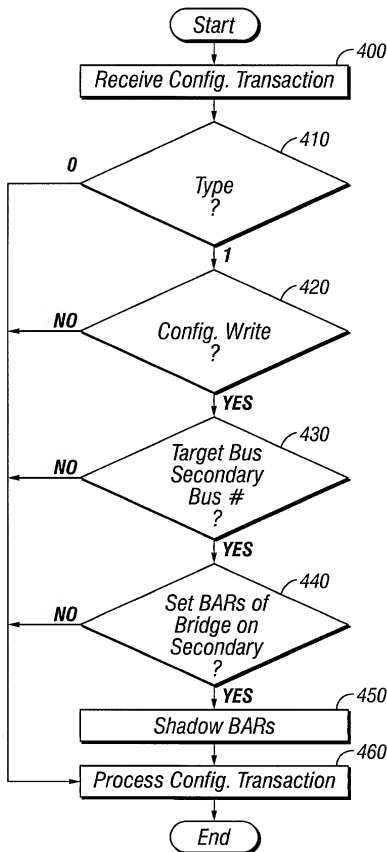 Start
400
Receive Config. Transaction
410
0
Type
?
1
420
NO
Config. Write
?
YES
430
NO
Target Bus
Secondary
Bus #
?
YES
440
NO
Set BARs of
Bridge on
Secondary
?
YES
450
Shadow BARs
460
Process Config. Transaction
End